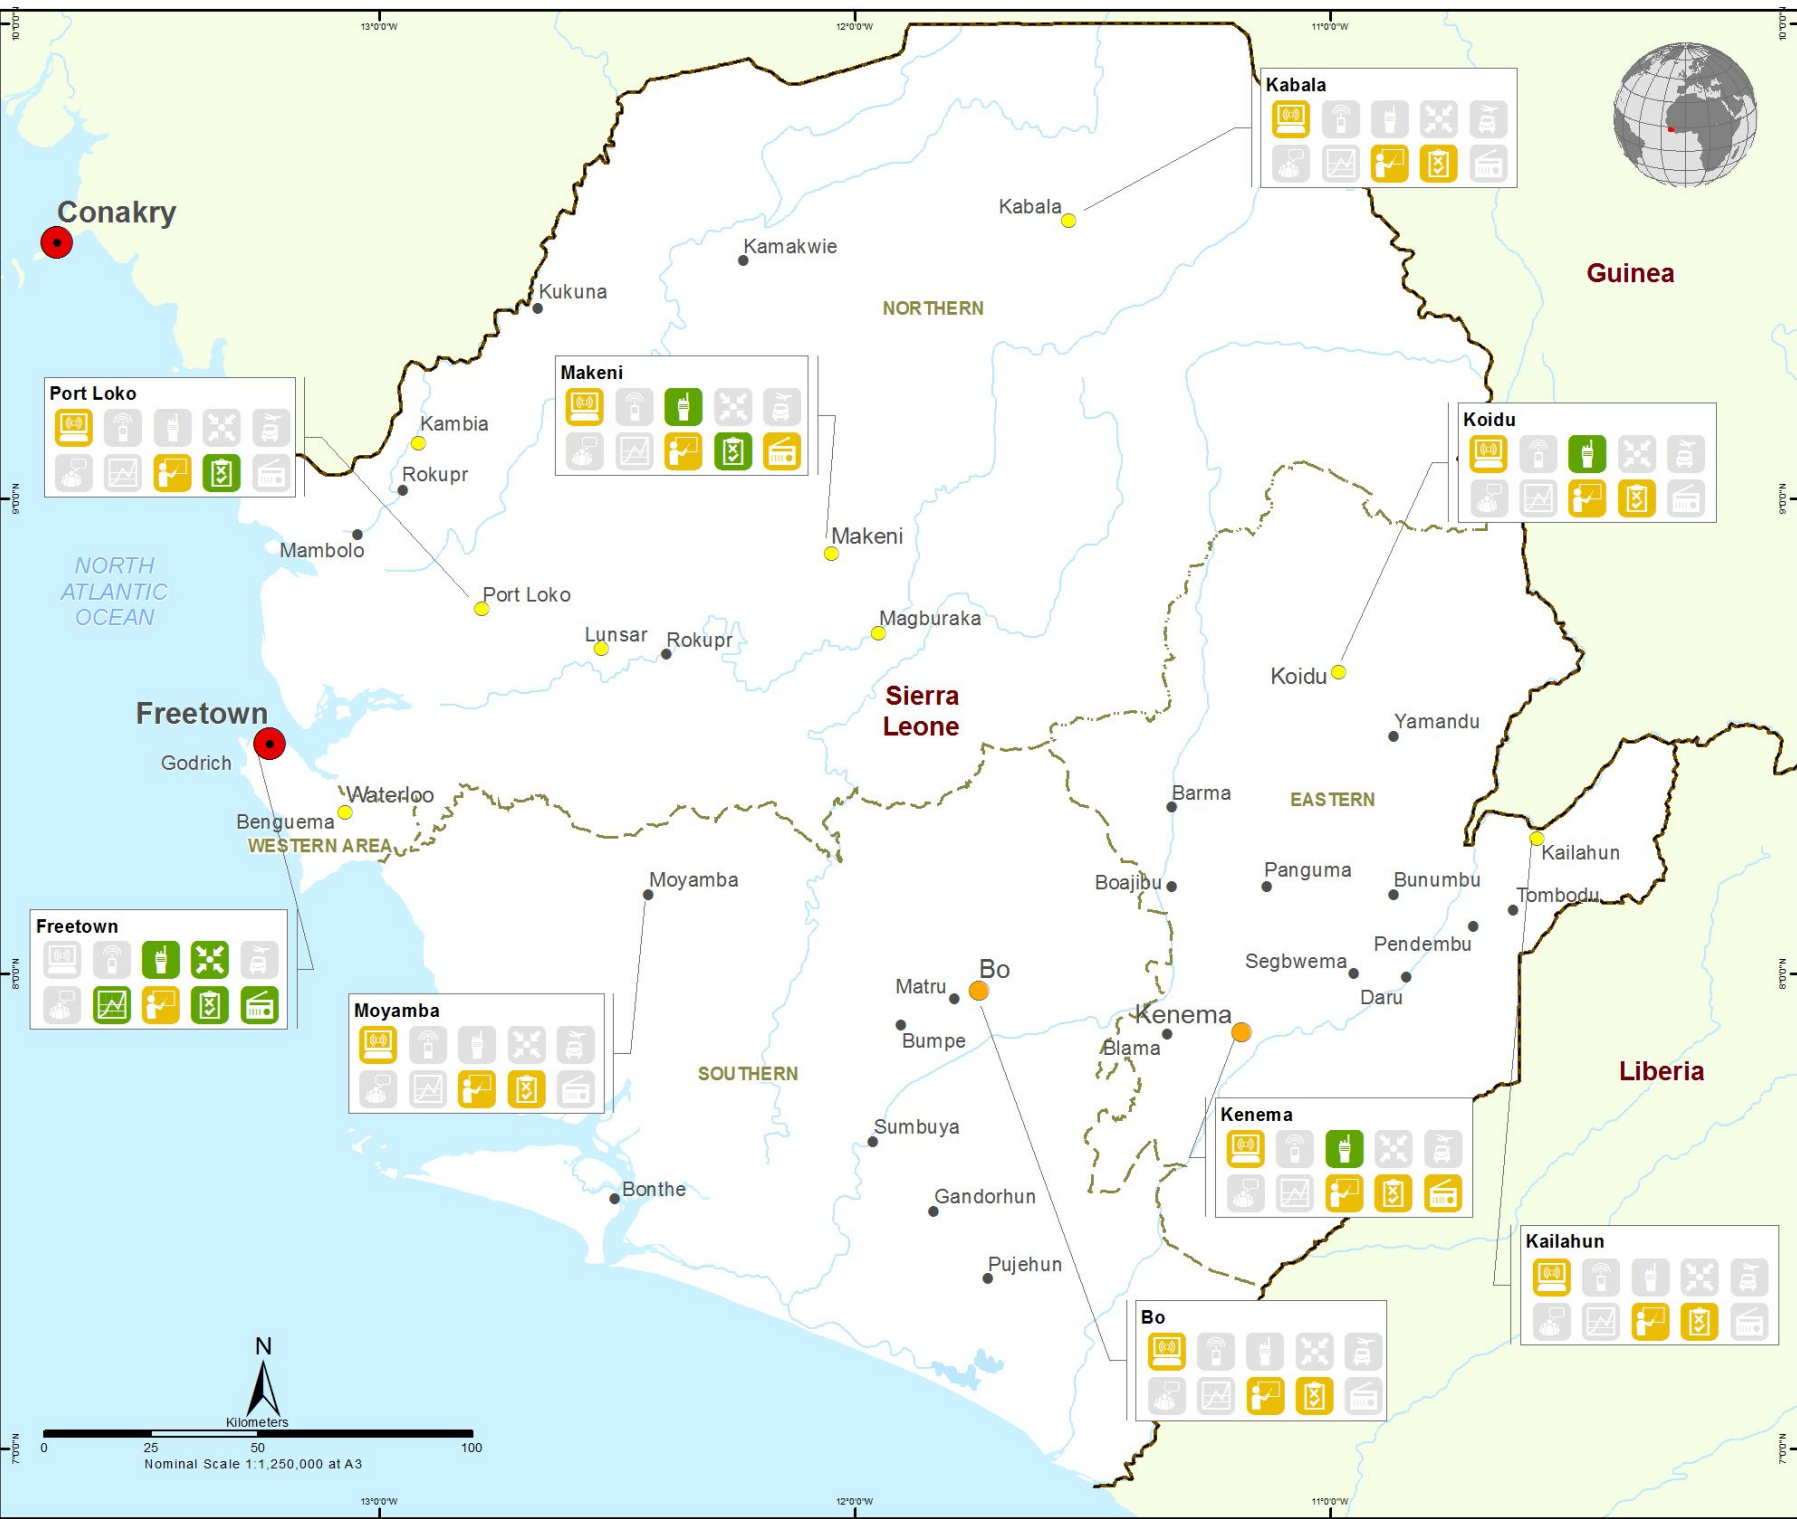 13°0'0"W
12°0'0"W
11°0'0"W
10°0'0"N
10°0'0"N
Kabala
Conakry
Kabala
Kamakwie
Guinea
Kukuna
NORTHERN
Makeni
Port Loko
Koidu
Kambia
Rokupr
9°0'0"N
9°0'0"N
Makeni
Mambolo
NORTH
ATLANTIC
OCEAN
Port Loko
Magburaka
Lunsar
Rokupr
Koidu
Sierra
Leone
Freetown
Yamandu
Godrich
Waterloo
Barma
EASTERN
Benguema
WESTERN AREA
Kailahun
Moyamba
Boajibu
Panguma
Bunumbu
Tombodu
Freetown
Pendembu
Segbwema
Bo
8°0'0"N
8°0'0"N
Matru
Daru
Moyamba
Kenema
Bumpe
Blama
SOUTHERN
Liberia
Kenema
Sumbuya
Bonthe
Gandorhun
Kailahun
Pujehun
Bo
N
Kilometers
0
25
50
100
Nominal Scale 1:1,250,000 at A3
7°0'0"N
7°0'0"N
13°0'0"W
12°0'0"W
11°0'0"W